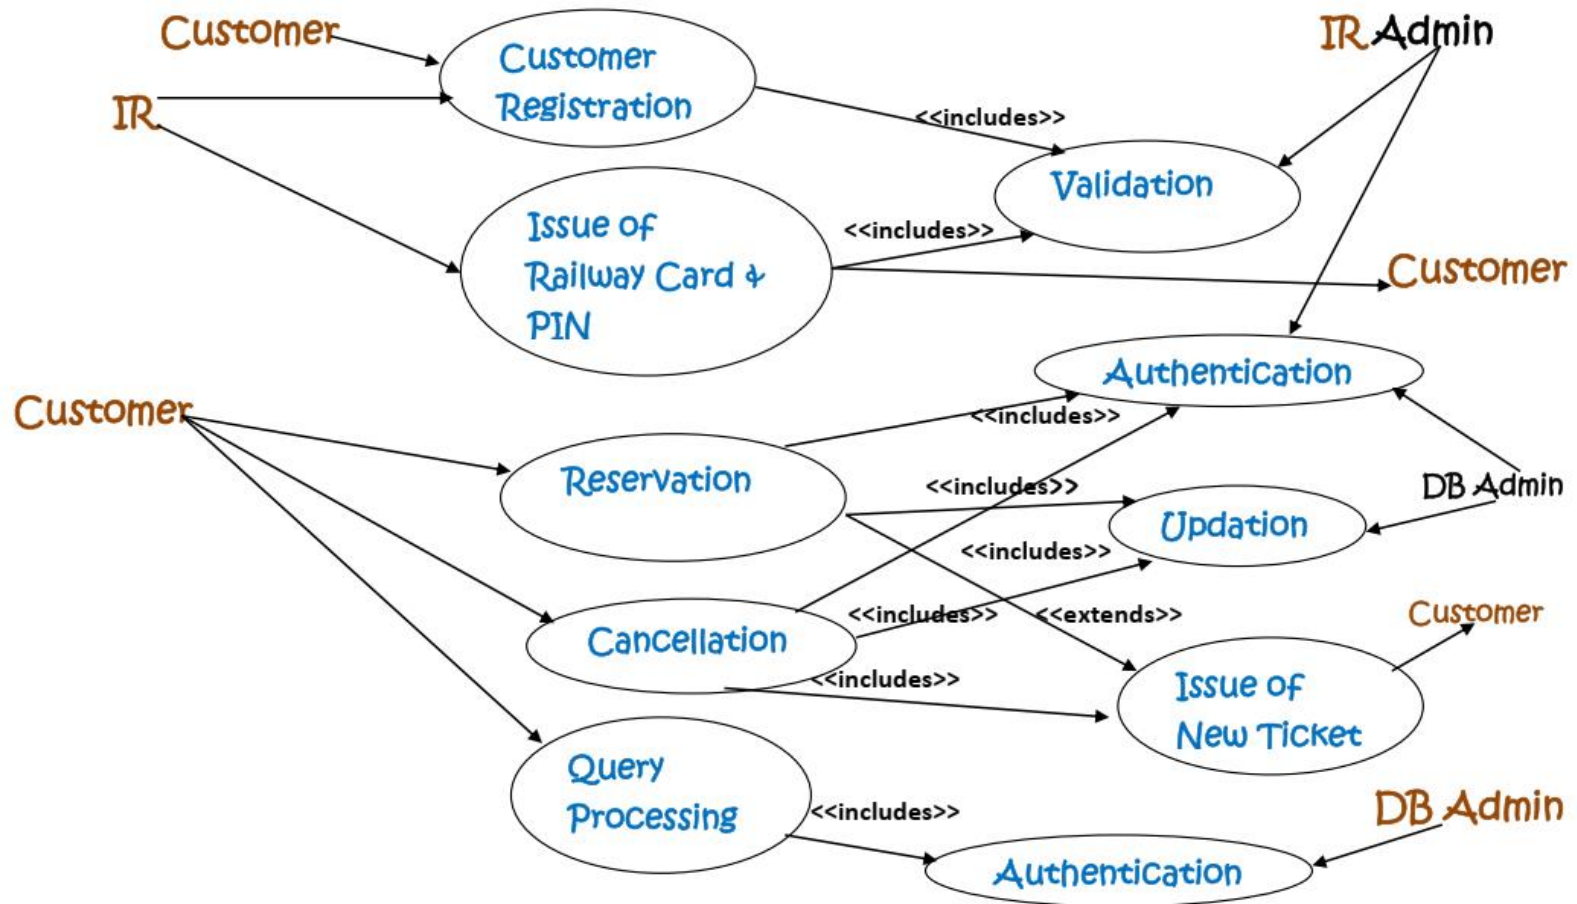 Customer
IR Admin
Customer
Registration
IR
<<includes>>
Validation
Issue of
Railway Card &
PIN
<<includes>>
Customer
Authentication
Customer
<<includes>>
Reservation
<<includes>>
DB Admin
Updation
<<includes>>
Cancellation
<<includes>>
<<extends>>
Customer
<<includes>>
Issue of
New Ticket
Query
Processing
<<includes>>
DB Admin
Authentication